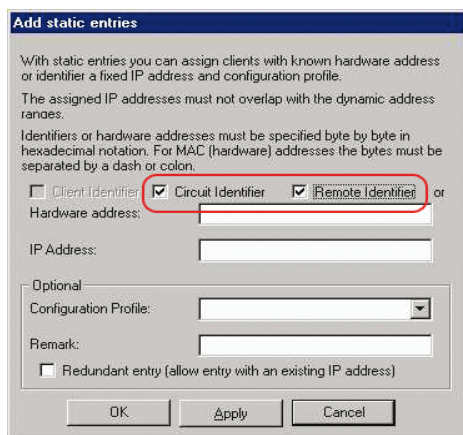 Add static entries
With static entries you can assign clients with known hardware address
or identifier a fixed IP address and configuration profile.
The assigned IP addresses must not overlap with the dynamic address
ranges.
Identifiers or hardware addresses must be specified byte by byte in
hexadecimal notation. For MAC (hardware) addresses the bytes must be
separated by a dash or colon.
Client Identifier Circuit Identifier Remote Identifier or
Hardware address:
IP Address:
Optional
Configuration Profile:
Remark:
Redundant entry (allow entry with an existing IP address)
OK Apply Cancel